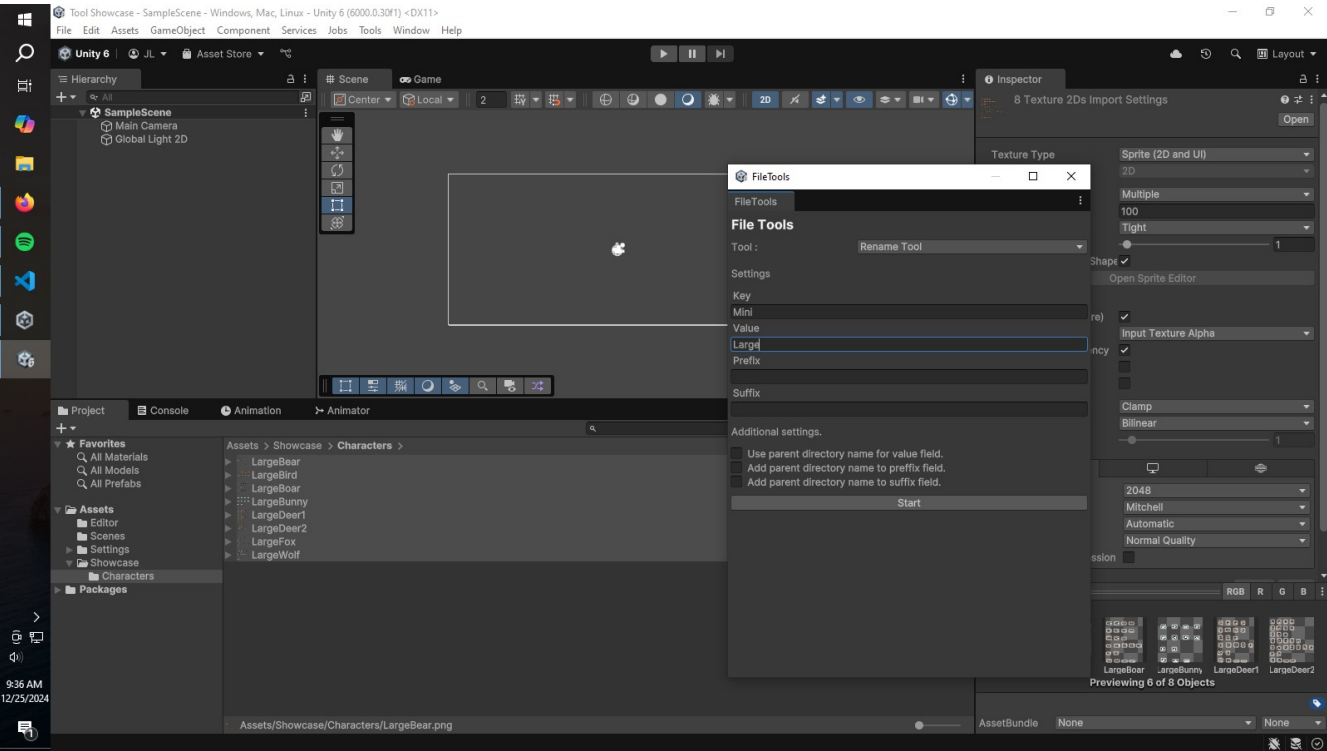 Tool Showcase - SampleScene - Windows, Mac, Linux - Unity 6 (6000.0.30f1) <DX11>
File Edit Assets GameObject Component Services Jobs Tools Window Help
Unity 6 JL Asset Store Layout
Hierarchy
All
SampleScene
Main Camera
Global Light 2D
# Scene Game
Center Local 2 2D
Inspector
8 Texture 2Ds Import Settings
Open
Texture Type Sprite (2D and UI)
2D
Multiple
100
Tight
1
Shape
Open Sprite Editor
re)
Input Texture Alpha
ncy
Clamp
Bilinear
1
2048
Mitchell
Automatic
Normal Quality
ssion
RGB R G B
LargeBoar LargeBunny LargeDeer1 LargeDeer2
Previewing 6 of 8 Objects
AssetBundle None None
FileTools
FileTools
File Tools
Tool : Rename Tool
Settings
Key
Mini
Value
Large
Prefix
Suffix
Additional settings.
Use parent directory name for value field.
Add parent directory name to preffix field.
Add parent directory name to suffix field.
Start
Project Console Animation Animator
Favorites
All Materials
All Models
All Prefabs
Assets
Editor
Scenes
Settings
Showcase
Characters
Packages
Assets > Showcase > Characters >
LargeBear
LargeBird
LargeBoar
LargeBunny
LargeDeer1
LargeDeer2
LargeFox
LargeWolf
Assets/Showcase/Characters/LargeBear.png
9:36 AM
12/25/2024